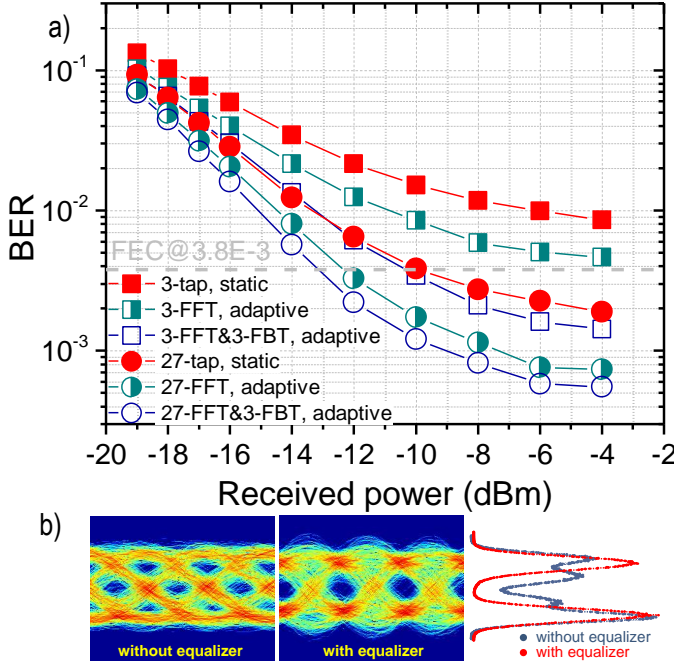 a)
BER
10⁻¹
10⁻²
10⁻³
FEC@3.8E-3
3-tap, static
3-FFT, adaptive
3-FFT&3-FBT, adaptive
27-tap, static
27-FFT, adaptive
27-FFT&3-FBT, adaptive
-20 -18 -16 -14 -12 -10 -8 -6 -4 -2
Received power (dBm)
b)
without equalizer
with equalizer
without equalizer
with equalizer